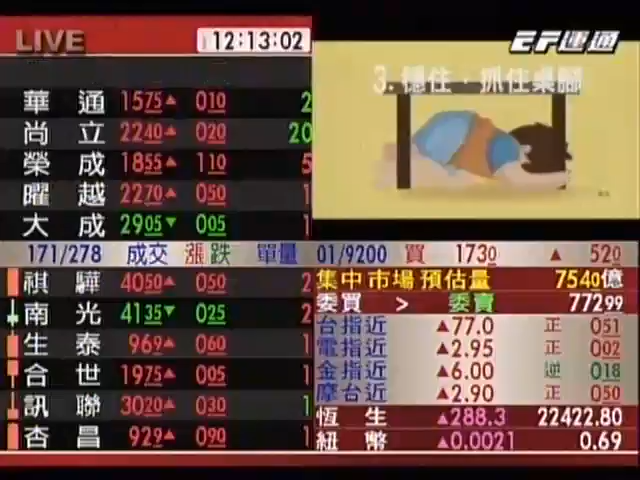 LIVE 12:13:02
EF 運通
3. 穩住．抓住桌腳
華通 1575▲ 010 2
尚立 2240▲ 020 20
榮成 1855▲ 110 5
曜越 2270▲ 050 1
大成 2905▼ 005 1
171/278 成交 漲跌 單量 01/9200 買 1730 ▲ 520
祺驊 4050▲ 050 2
南光 4135▼ 025 2
生泰 969▲ 060 1
合世 1975▲ 005 1
訊聯 3020▲ 030 1
杏昌 929▲ 090 1
集中市場預估量 7540億
委買 > 委賣 77299
台指近 ▲77.0 正 051
電指近 ▲2.95 正 002
金指近 ▲6.00 逆 018
摩台近 ▲2.90 正 050
恆生 ▲288.3 22422.80
紐幣 ▲0.0021 0.69